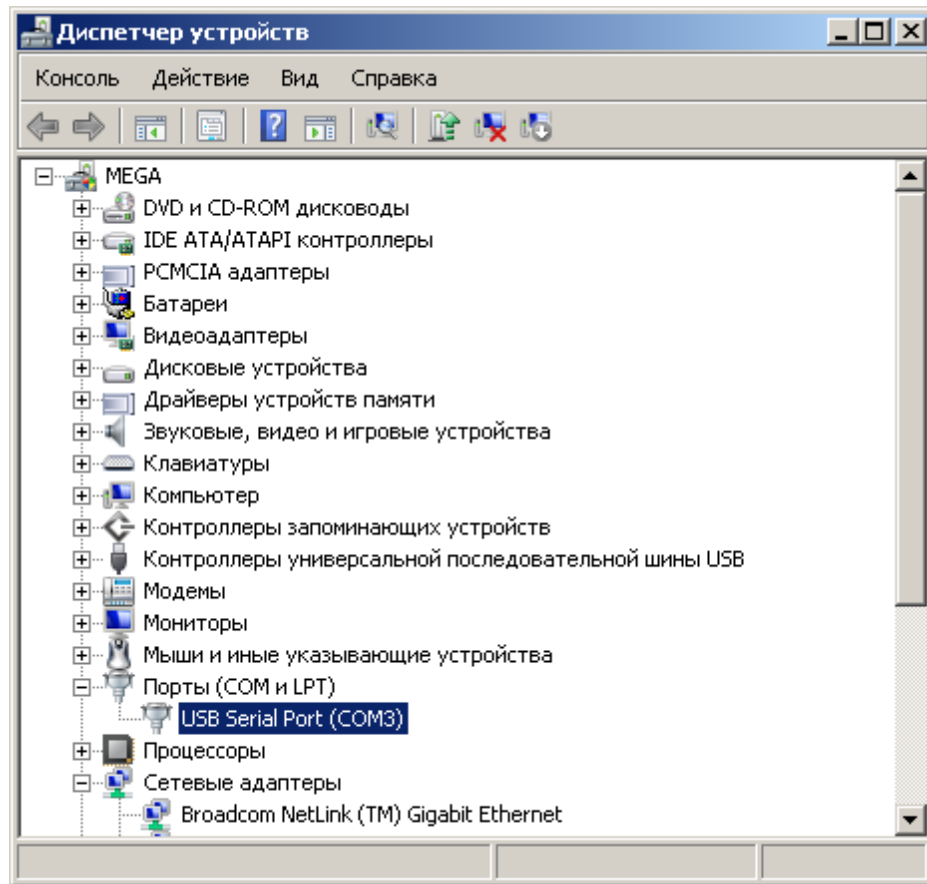 Диспетчер устройств
Консоль Действие Вид Справка
MEGA
DVD и CD-ROM дисководы
IDE ATA/ATAPI контроллеры
PCMCIA адаптеры
Батареи
Видеоадаптеры
Дисковые устройства
Драйверы устройств памяти
Звуковые, видео и игровые устройства
Клавиатуры
Компьютер
Контроллеры запоминающих устройств
Контроллеры универсальной последовательной шины USB
Модемы
Мониторы
Мыши и иные указывающие устройства
Порты (COM и LPT)
USB Serial Port (COM3)
Процессоры
Сетевые адаптеры
Broadcom NetLink (TM) Gigabit Ethernet